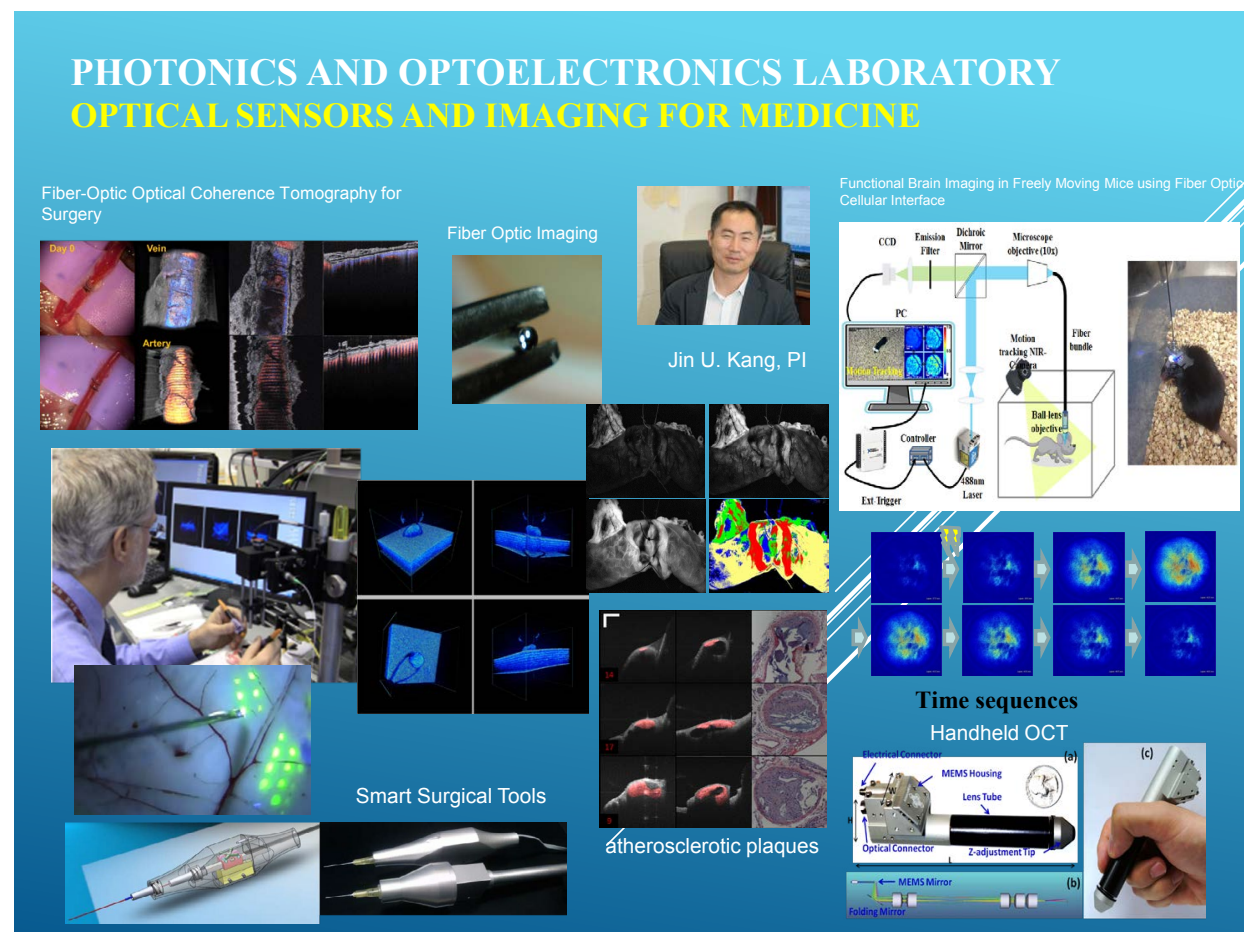 PHOTONICS AND OPTOELECTRONICS LABORATORY
OPTICAL SENSORS AND IMAGING FOR MEDICINE
Fiber-Optic Optical Coherence Tomography for
Surgery
Day 0
Vein
Artery
Fiber Optic Imaging
Jin U. Kang, PI
Functional Brain Imaging in Freely Moving Mice using Fiber Optic
Cellular Interface
CCD
Emission
Filter
Dichroic
Mirror
Microscope
objective (10x)
PC
Motion Tracking
Motion
tracking NIR-
Camera
Fiber
bundle
Ball-lens
objective
Controller
488nm
Laser
Ext-Trigger
14
17
9
atherosclerotic plaques
Smart Surgical Tools
Time sequences
Handheld OCT
Electrical Connector
(a)
MEMS Housing
W
Lens Tube
H
Optical Connector
Z-adjustment Tip
L
MEMS Mirror
(b)
Folding Mirror
(c)